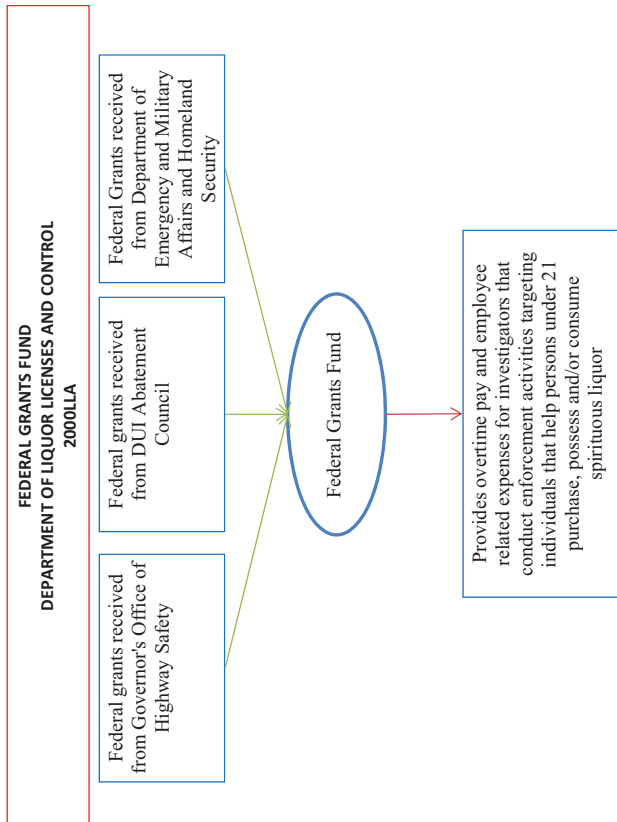 FEDERAL GRANTS FUND
DEPARTMENT OF LIQUOR LICENSES AND CONTROL
2000LLA
Federal grants received
from Governor's Office of
Highway Safety
Federal grants received
from DUI Abatement
Council
Federal Grants received
from Department of
Emergency and Military
Affairs and Homeland
Security
Federal Grants Fund
Provides overtime pay and employee
related expenses for investigators that
conduct enforcement activities targeting
individuals that help persons under 21
purchase, possess and/or consume
spirituous liquor